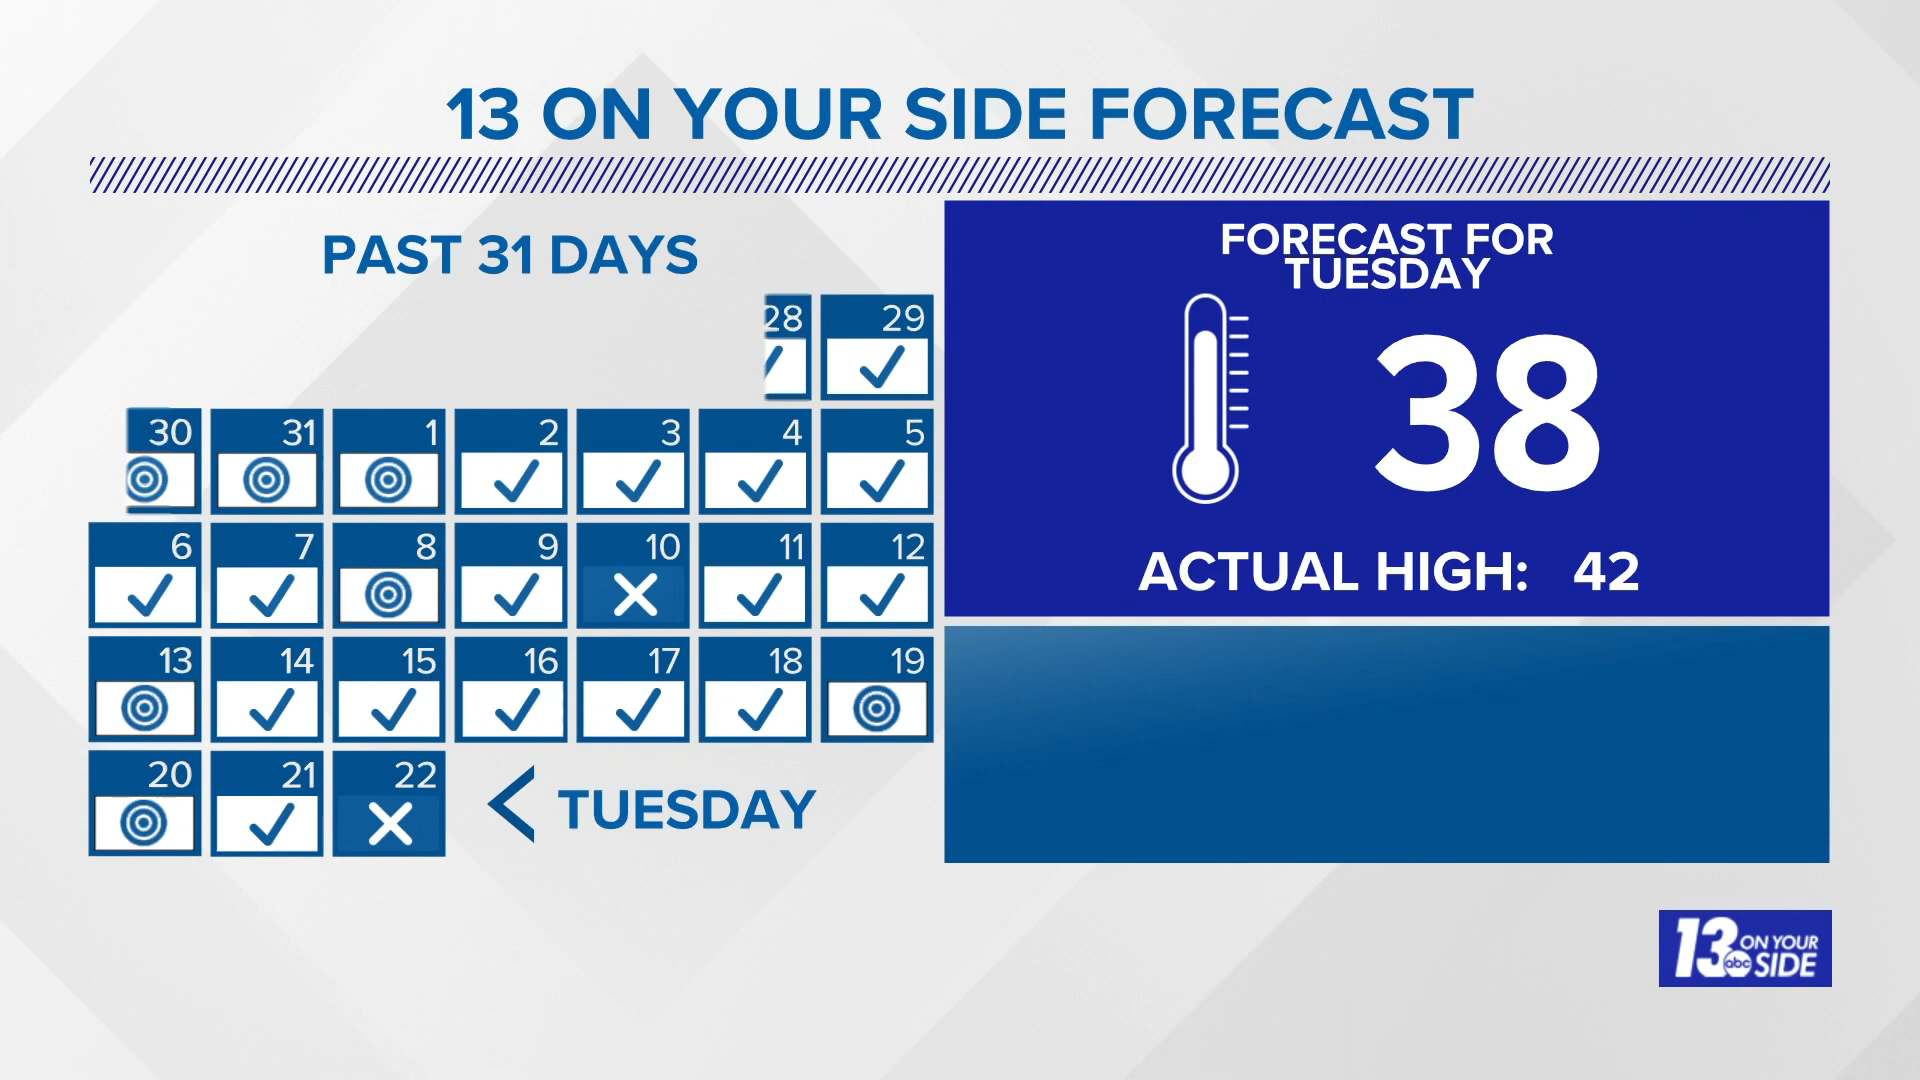 13 ON YOUR SIDE FORECAST
PAST 31 DAYS
28 29
30 31 1 2 3 4 5
6 7 8 9 10 11 12
13 14 15 16 17 18 19
20 21 22
< TUESDAY
FORECAST FOR
TUESDAY
38
ACTUAL HIGH: 42
13 ON YOUR
abc SIDE